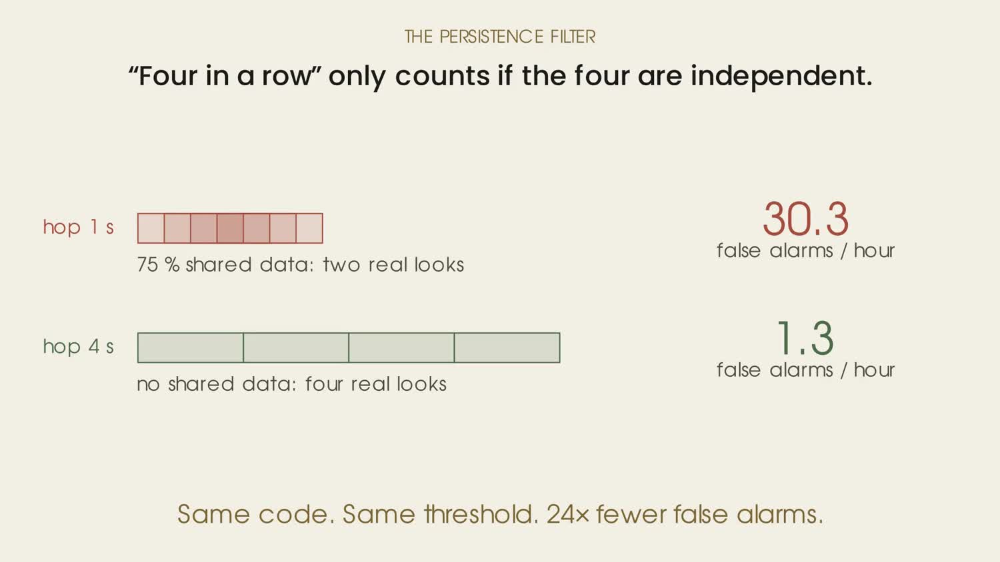 THE PERSISTENCE FILTER
“Four in a row” only counts if the four are independent.
hop 1 s
75 % shared data: two real looks
30.3
false alarms / hour
hop 4 s
no shared data: four real looks
1.3
false alarms / hour
Same code. Same threshold. 24× fewer false alarms.